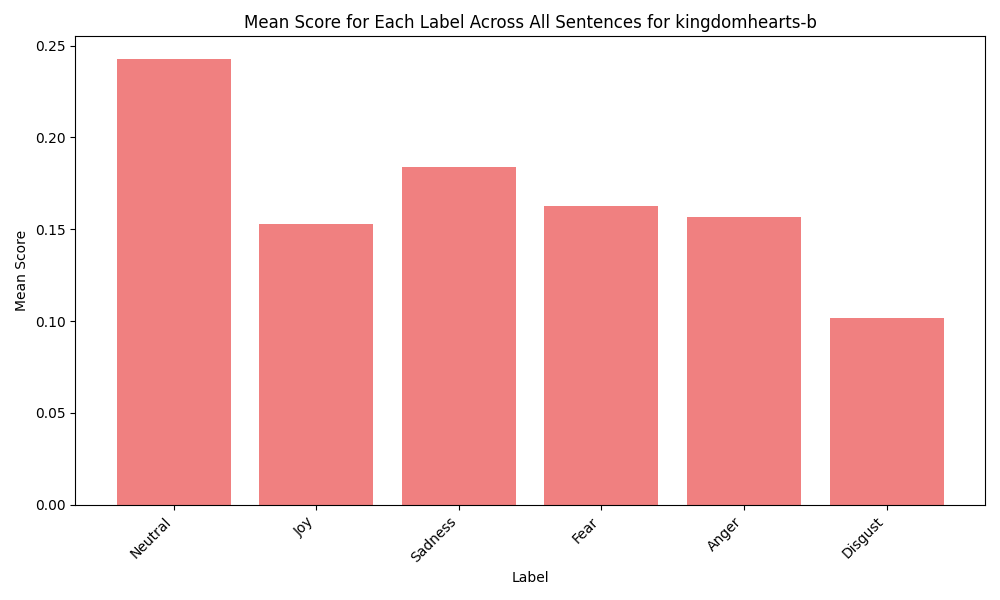 Mean Score for Each Label Across All Sentences for kingdomhearts-b
0.25
0.20
0.15
0.10
0.05
0.00
Mean Score
Neutral
Joy
Sadness
Fear
Anger
Disgust
Label